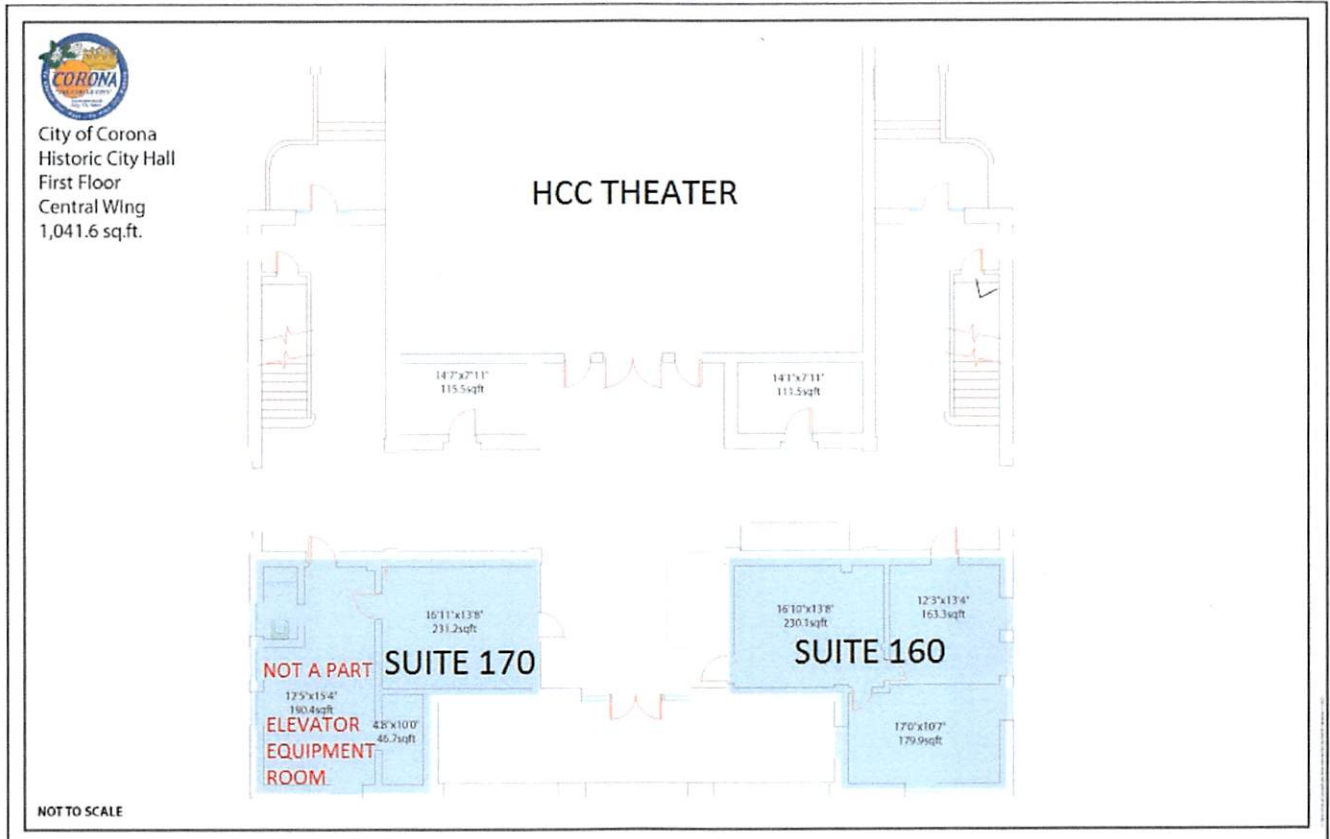 CORONA
City of Corona
Historic City Hall
First Floor
Central Wing
1,041.6 sq.ft.
HCC THEATER
14'7"x7'11"
115.5sqft
14'1"x7'11"
111.5sqft
16'11"x13'8"
231.2sqft
SUITE 170
NOT A PART
12'5"x15'4"
190.4sqft
ELEVATOR
EQUIPMENT
ROOM
4'8"x10'0"
46.7sqft
16'10"x13'8"
230.1sqft
12'3"x13'4"
163.3sqft
SUITE 160
17'0"x10'7"
179.9sqft
NOT TO SCALE